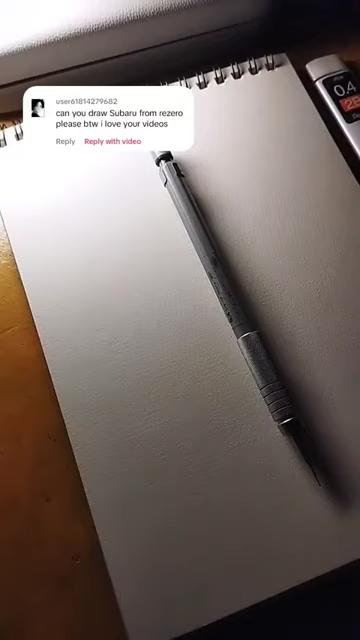 user61814279682
can you draw Subaru from rezero
please btw i love your videos
Reply Reply with video
0.4